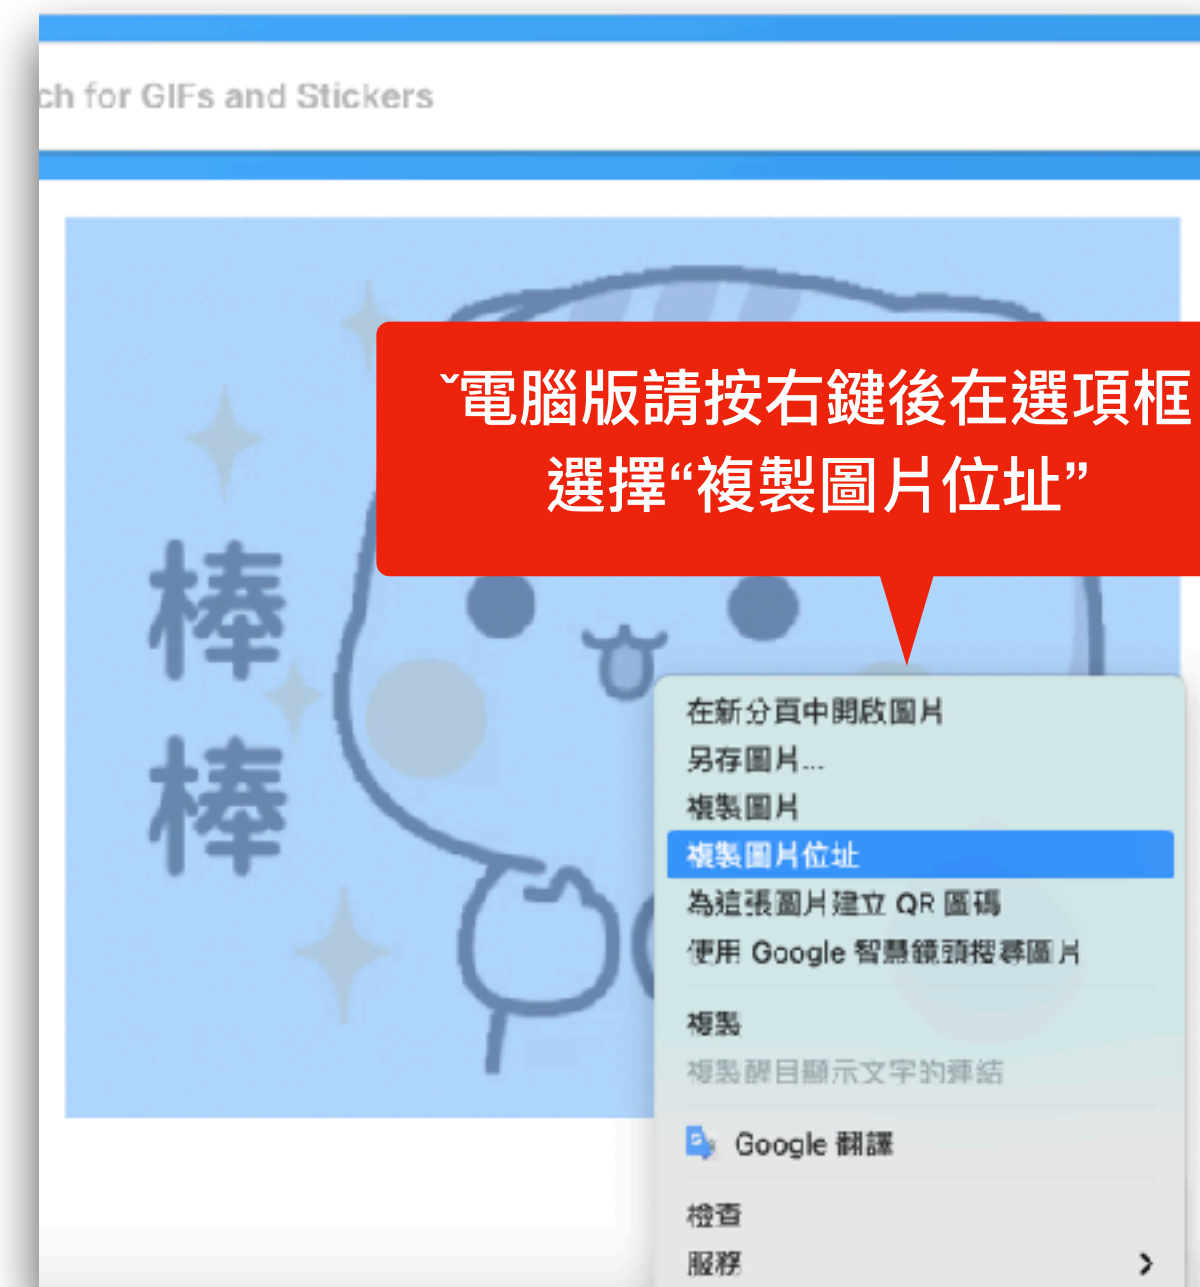 ch for GIFs and Stickers
ˇ電腦版請按右鍵後在選項框
選擇“複製圖片位址”
棒
棒
在新分頁中開啟圖片
另存圖片...
複製圖片
複製圖片位址
為這張圖片建立 QR 圖碼
使用 Google 智慧鏡頭搜尋圖片
複製
複製醒目顯示文字的連結
Google 翻譯
檢查
服務